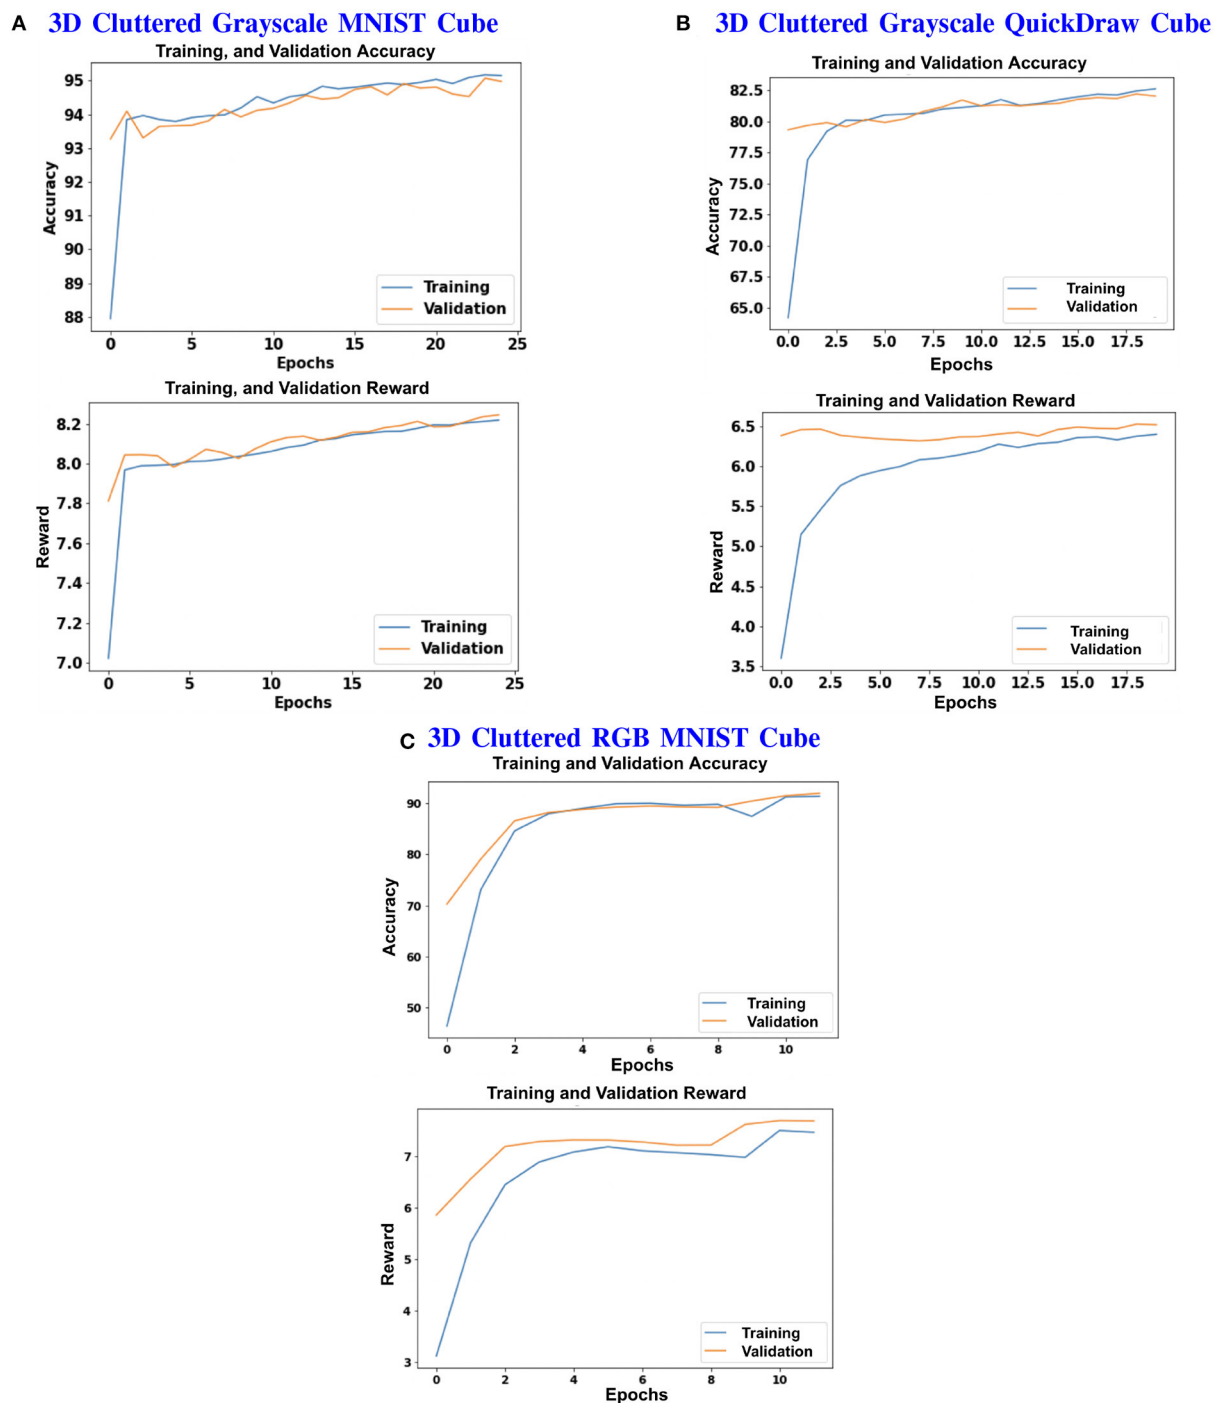 A 3D Cluttered Grayscale MNIST Cube
Training, and Validation Accuracy
95
94
93
92
91
90
89
88
Accuracy
Training
Validation
0 5 10 15 20 25
Epochs
Training, and Validation Reward
8.2
8.0
7.8
7.6
7.4
7.2
7.0
Reward
Training
Validation
0 5 10 15 20 25
Epochs
B 3D Cluttered Grayscale QuickDraw Cube
Training and Validation Accuracy
82.5
80.0
77.5
75.0
72.5
70.0
67.5
65.0
Accuracy
Training
Validation
0.0 2.5 5.0 7.5 10.0 12.5 15.0 17.5
Epochs
Training and Validation Reward
6.5
6.0
5.5
5.0
4.5
4.0
3.5
Reward
Training
Validation
0.0 2.5 5.0 7.5 10.0 12.5 15.0 17.5
Epochs
C 3D Cluttered RGB MNIST Cube
Training and Validation Accuracy
90
80
70
60
50
Accuracy
Training
Validation
0 2 4 6 8 10
Epochs
Training and Validation Reward
7
6
5
4
3
Reward
Training
Validation
0 2 4 6 8 10
Epochs